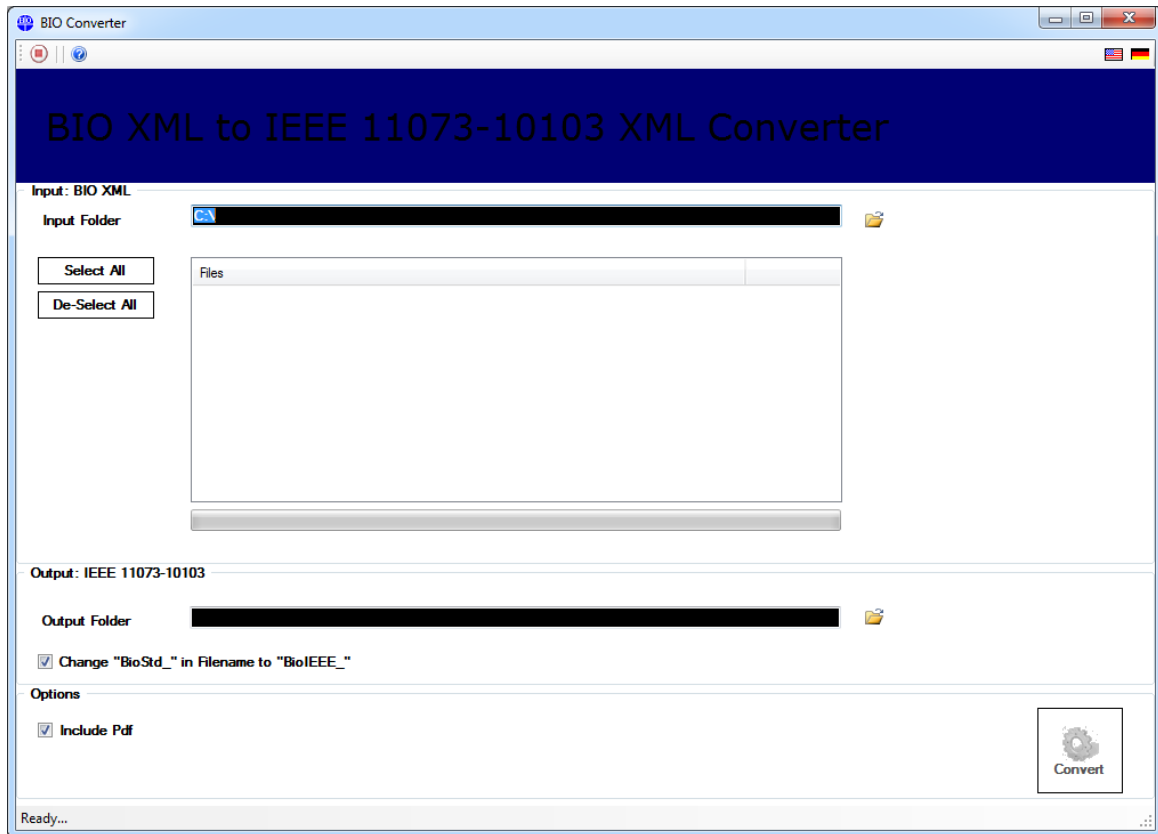 BIO Converter
BIO XML to IEEE 11073-10103 XML Converter
Input: BIO XML
Input Folder
C:\
Select All
Files
De-Select All
Output: IEEE 11073-10103
Output Folder
Change "BioStd_" in Filename to "BioIEEE_"
Options
Include Pdf
Convert
Ready...